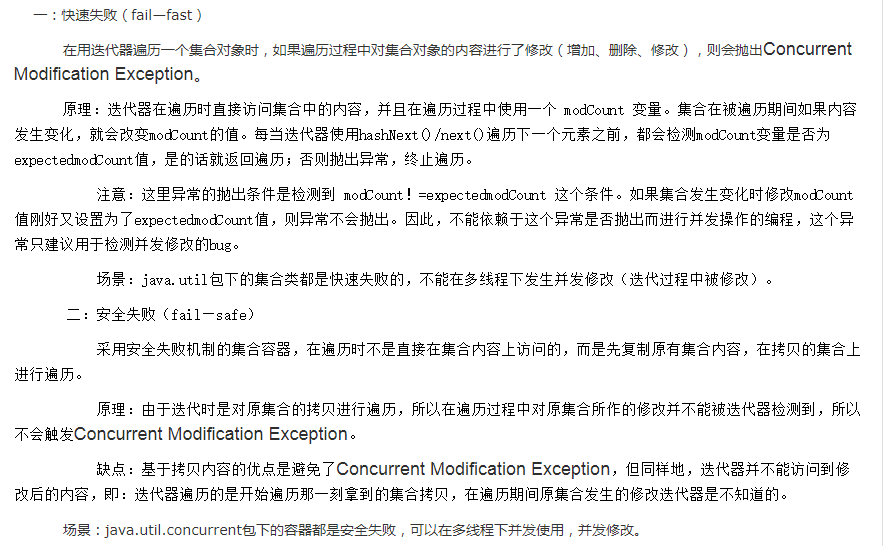 一：快速失败（fail—fast）
在用迭代器遍历一个集合对象时，如果遍历过程中对集合对象的内容进行了修改（增加、删除、修改），则会抛出Concurrent
Modification Exception。
原理：迭代器在遍历时直接访问集合中的内容，并且在遍历过程中使用一个 modCount 变量。集合在被遍历期间如果内容
发生变化，就会改变modCount的值。每当迭代器使用hashNext()/next()遍历下一个元素之前，都会检测modCount变量是否为
expectedmodCount值，是的话就返回遍历；否则抛出异常，终止遍历。
注意：这里异常的抛出条件是检测到 modCount！=expectedmodCount 这个条件。如果集合发生变化时修改modCount
值刚好又设置为了expectedmodCount值，则异常不会抛出。因此，不能依赖于这个异常是否抛出而进行并发操作的编程，这个异
常只建议用于检测并发修改的bug。
场景：java.util包下的集合类都是快速失败的，不能在多线程下发生并发修改（迭代过程中被修改）。
二：安全失败（fail—safe）
采用安全失败机制的集合容器，在遍历时不是直接在集合内容上访问的，而是先复制原有集合内容，在拷贝的集合上
进行遍历。
原理：由于迭代时是对原集合的拷贝进行遍历，所以在遍历过程中对原集合所作的修改并不能被迭代器检测到，所以
不会触发Concurrent Modification Exception。
缺点：基于拷贝内容的优点是避免了Concurrent Modification Exception，但同样地，迭代器并不能访问到修
改后的内容，即：迭代器遍历的是开始遍历那一刻拿到的集合拷贝，在遍历期间原集合发生的修改迭代器是不知道的。
场景：java.util.concurrent包下的容器都是安全失败，可以在多线程下并发使用，并发修改。